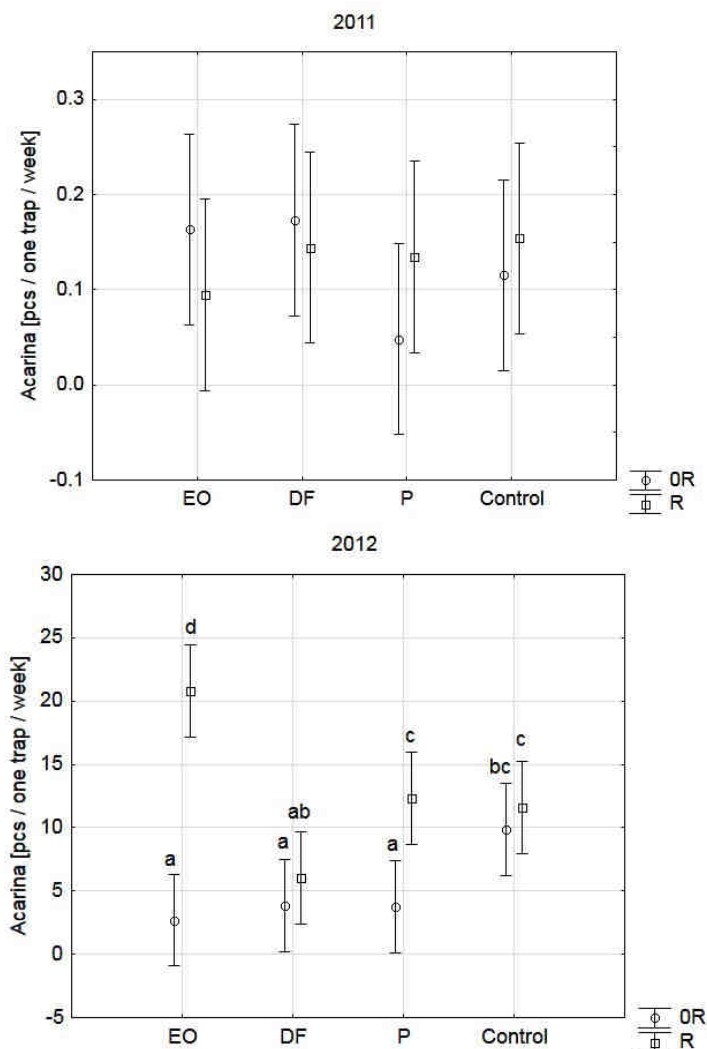 2011
Acarina [pcs / one trap / week]
0.3
0.2
0.1
0.0
-0.1
EO DF P Control
0R
R
2012
Acarina [pcs / one trap / week]
30
25
20
15
10
5
0
-5
d
c
c
bc
ab
a
a
a
EO DF P Control
0R
R